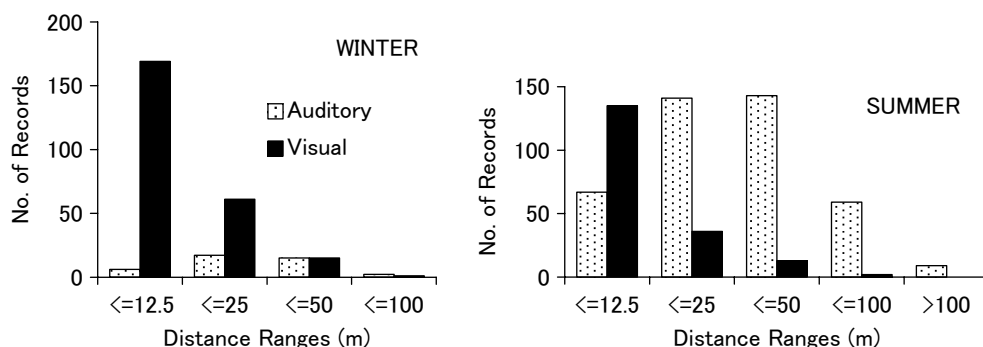 WINTER
No. of Records
200
150
100
50
0
Auditory
Visual
<=12.5 <=25 <=50 <=100
Distance Ranges (m)
SUMMER
No. of Records
150
100
50
0
<=12.5 <=25 <=50 <=100 >100
Distance Ranges (m)